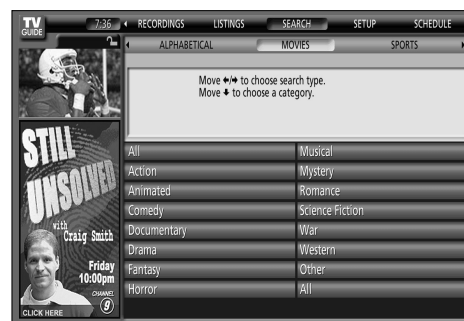 TV
GUIDE
7:36
RECORDINGS LISTINGS SEARCH SETUP SCHEDULE
ALPHABETICAL MOVIES SPORTS
Move ←/→ to choose search type.
Move ↓ to choose a category.
All Musical
Action Mystery
Animated Romance
Comedy Science Fiction
Documentary War
Drama Western
Fantasy Other
Horror All
STILL
UNSOLVED
with
Craig Smith
Friday
10:00pm
CHANNEL
9
CLICK HERE